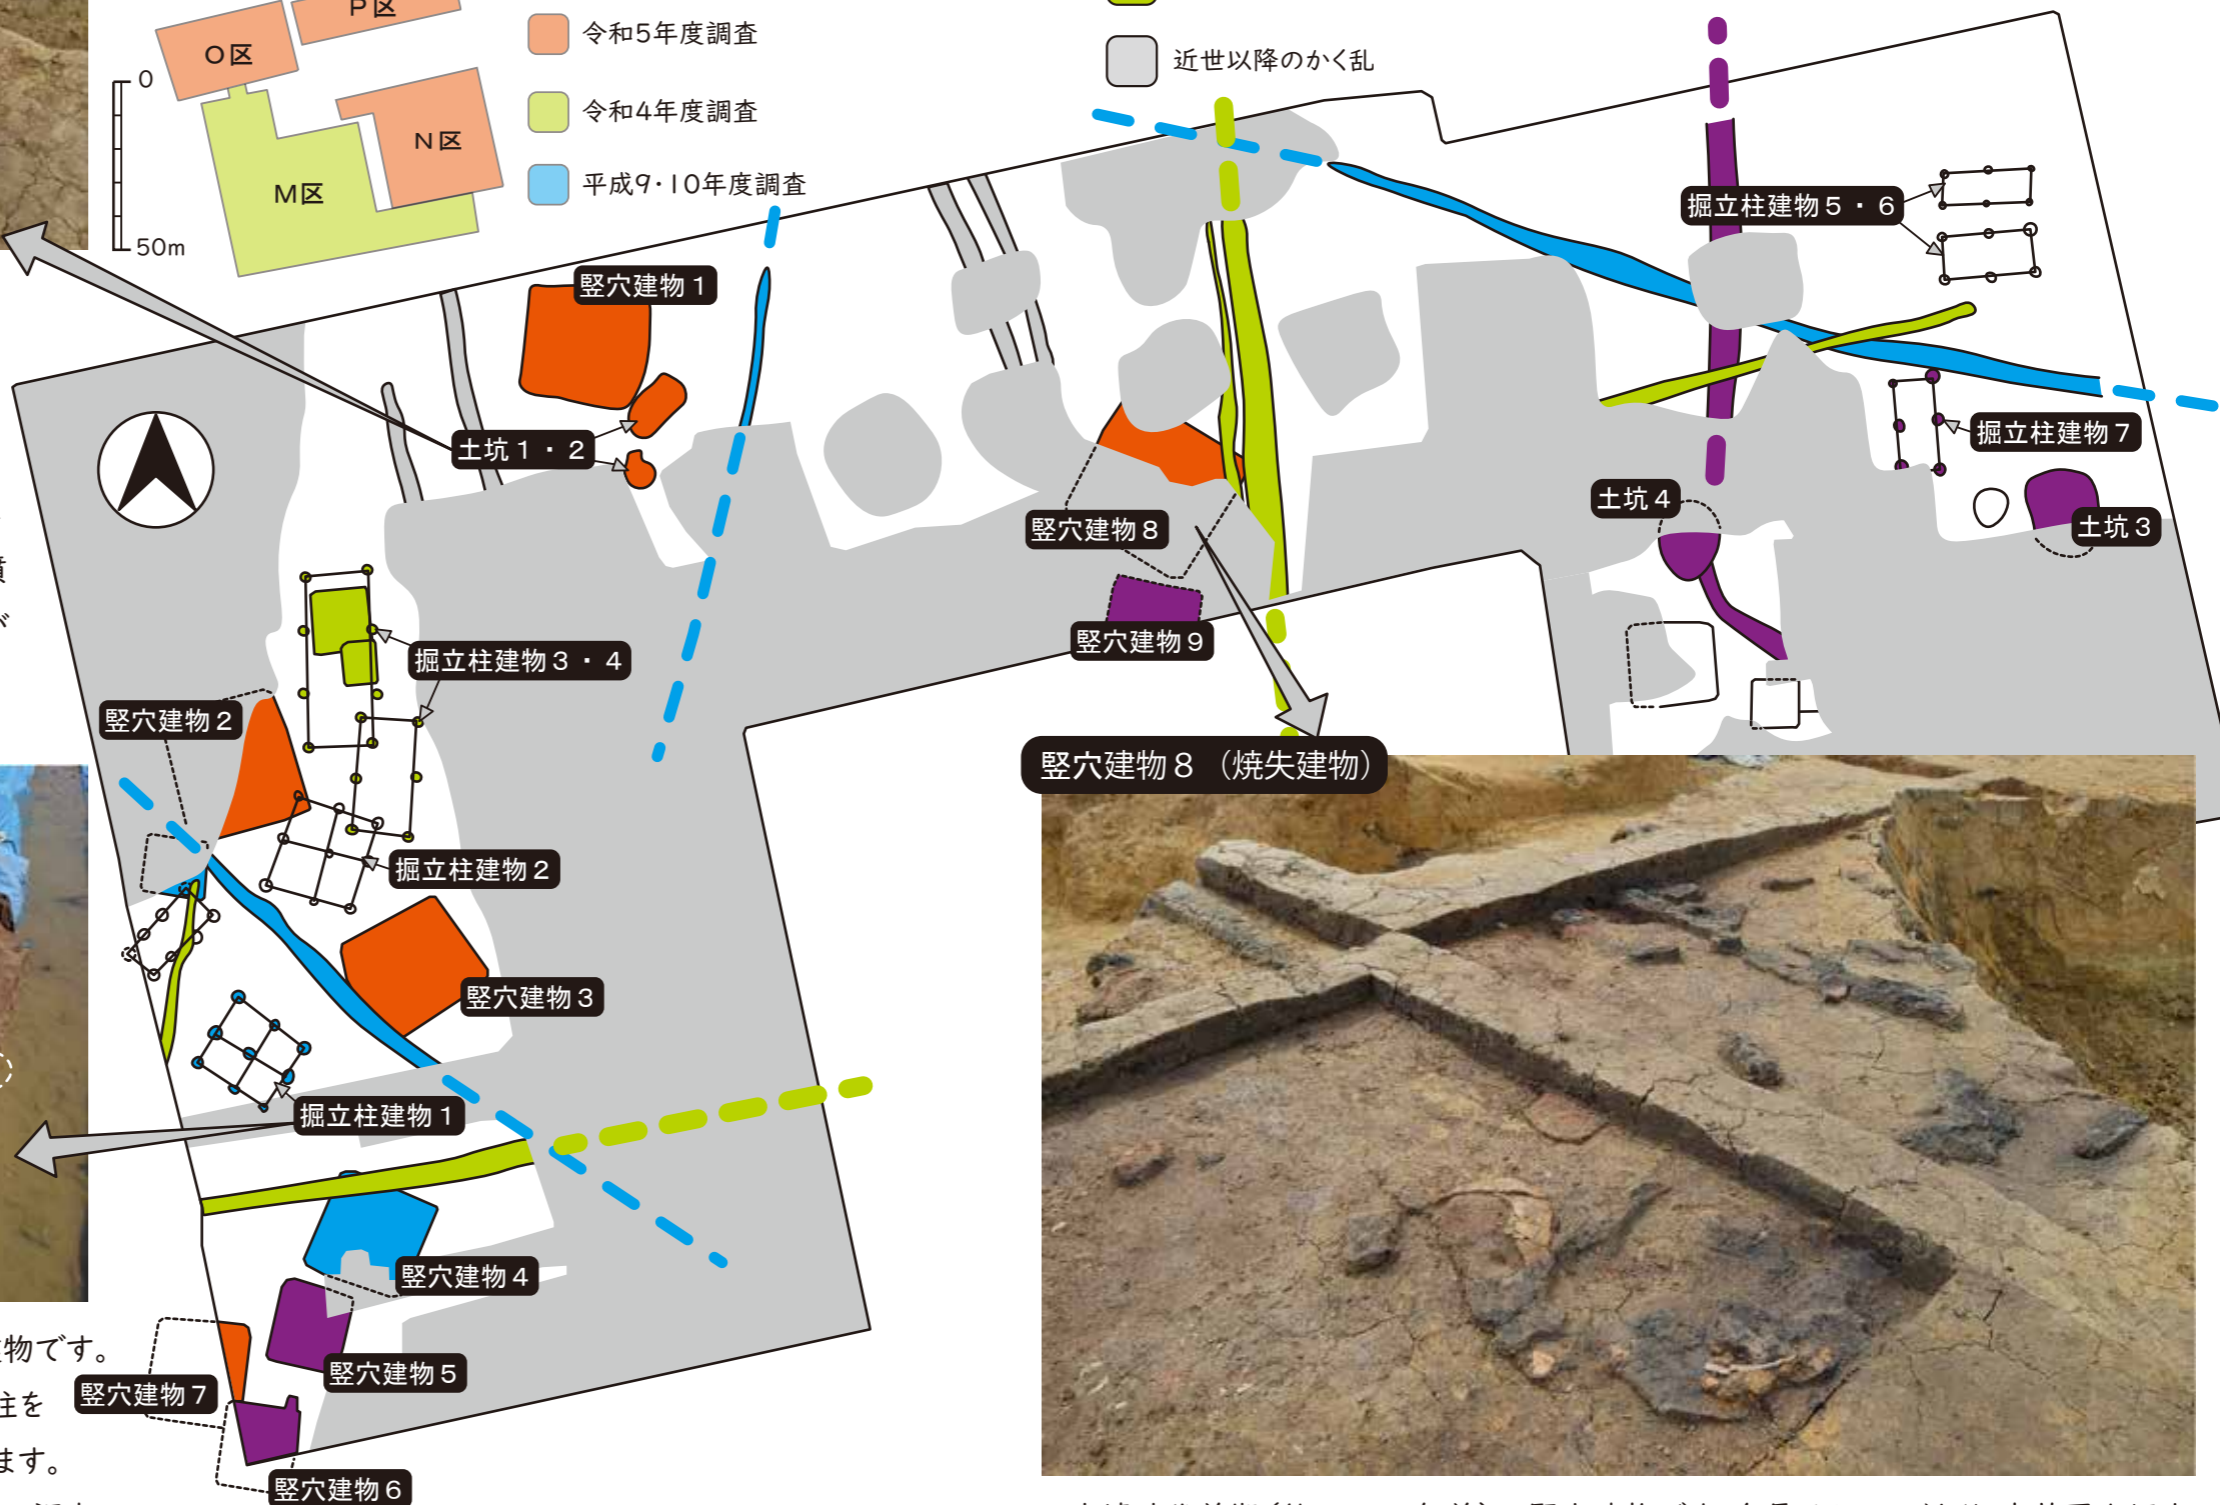 P区
O区
N区
M区
0
50m
令和5年度調査
令和4年度調査
平成9・10年度調査
近世以降のかく乱
竪穴建物1
土坑1・2
掘立柱建物5・6
掘立柱建物7
土坑3
土坑4
竪穴建物8
竪穴建物9
掘立柱建物3・4
竪穴建物2
掘立柱建物2
竪穴建物3
掘立柱建物1
竪穴建物4
竪穴建物5
竪穴建物7
竪穴建物6
竪穴建物8（焼失建物）
が
物です。
柱を
ます。